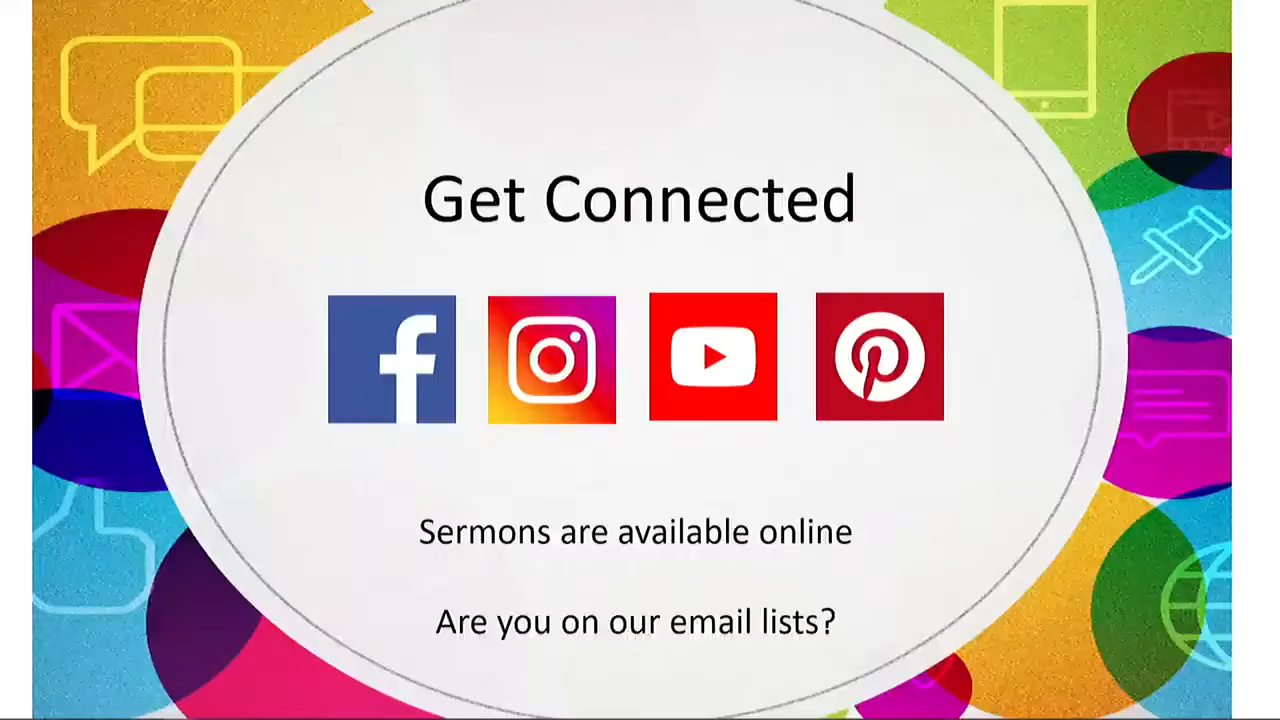 Get Connected
Sermons are available online
Are you on our email lists?